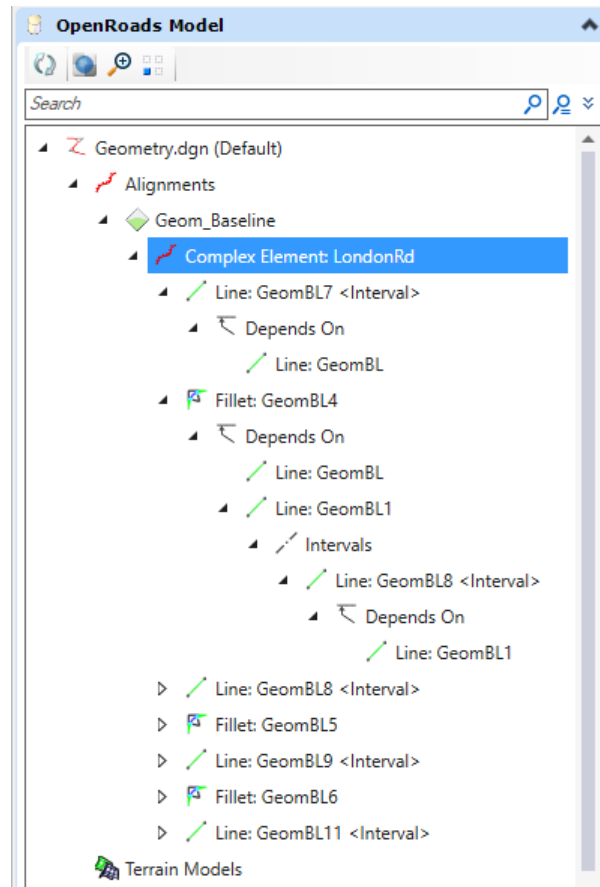 OpenRoads Model
Search
Geometry.dgn (Default)
Alignments
Geom_Baseline
Complex Element: LondonRd
Line: GeomBL7 <Interval>
Depends On
Line: GeomBL
Fillet: GeomBL4
Depends On
Line: GeomBL
Line: GeomBL1
Intervals
Line: GeomBL8 <Interval>
Depends On
Line: GeomBL1
Line: GeomBL8 <Interval>
Fillet: GeomBL5
Line: GeomBL9 <Interval>
Fillet: GeomBL6
Line: GeomBL11 <Interval>
Terrain Models